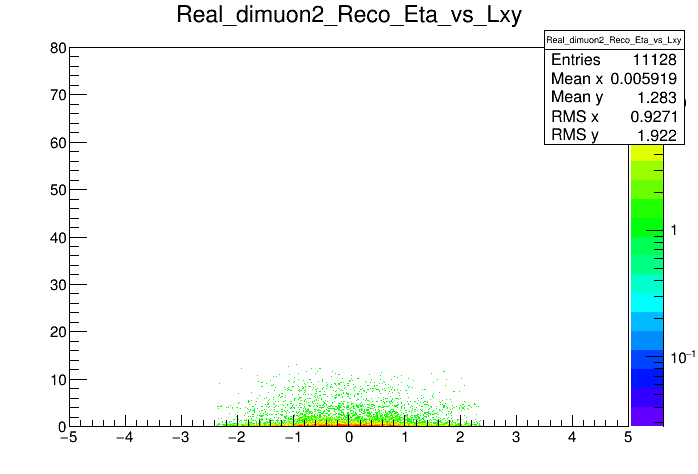 Real_dimuon2_Reco_Eta_vs_Lxy
Real_dimuon2_Reco_Eta_vs_Lxy
Entries 11128
Mean x 0.005919
Mean y 1.283
RMS x 0.9271
RMS y 1.922
80
70
60
50
40
30
20
10
0
−5 −4 −3 −2 −1 0 1 2 3 4 5
1
10−1